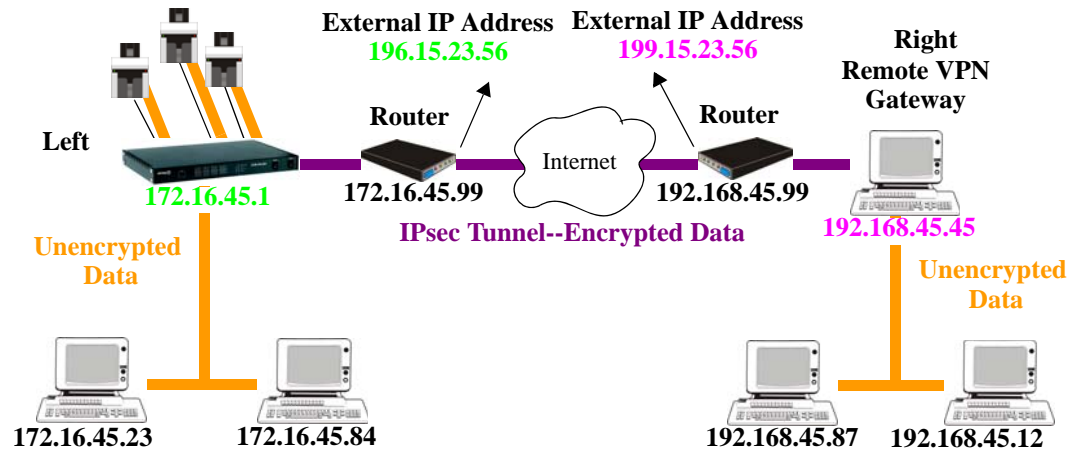 External IP Address
196.15.23.56
External IP Address
199.15.23.56
Right
Remote VPN
Gateway
Left
Router
Router
Internet
172.16.45.1
172.16.45.99
192.168.45.99
192.168.45.45
IPsec Tunnel--Encrypted Data
Unencrypted
Data
Unencrypted
Data
172.16.45.23
172.16.45.84
192.168.45.87
192.168.45.12